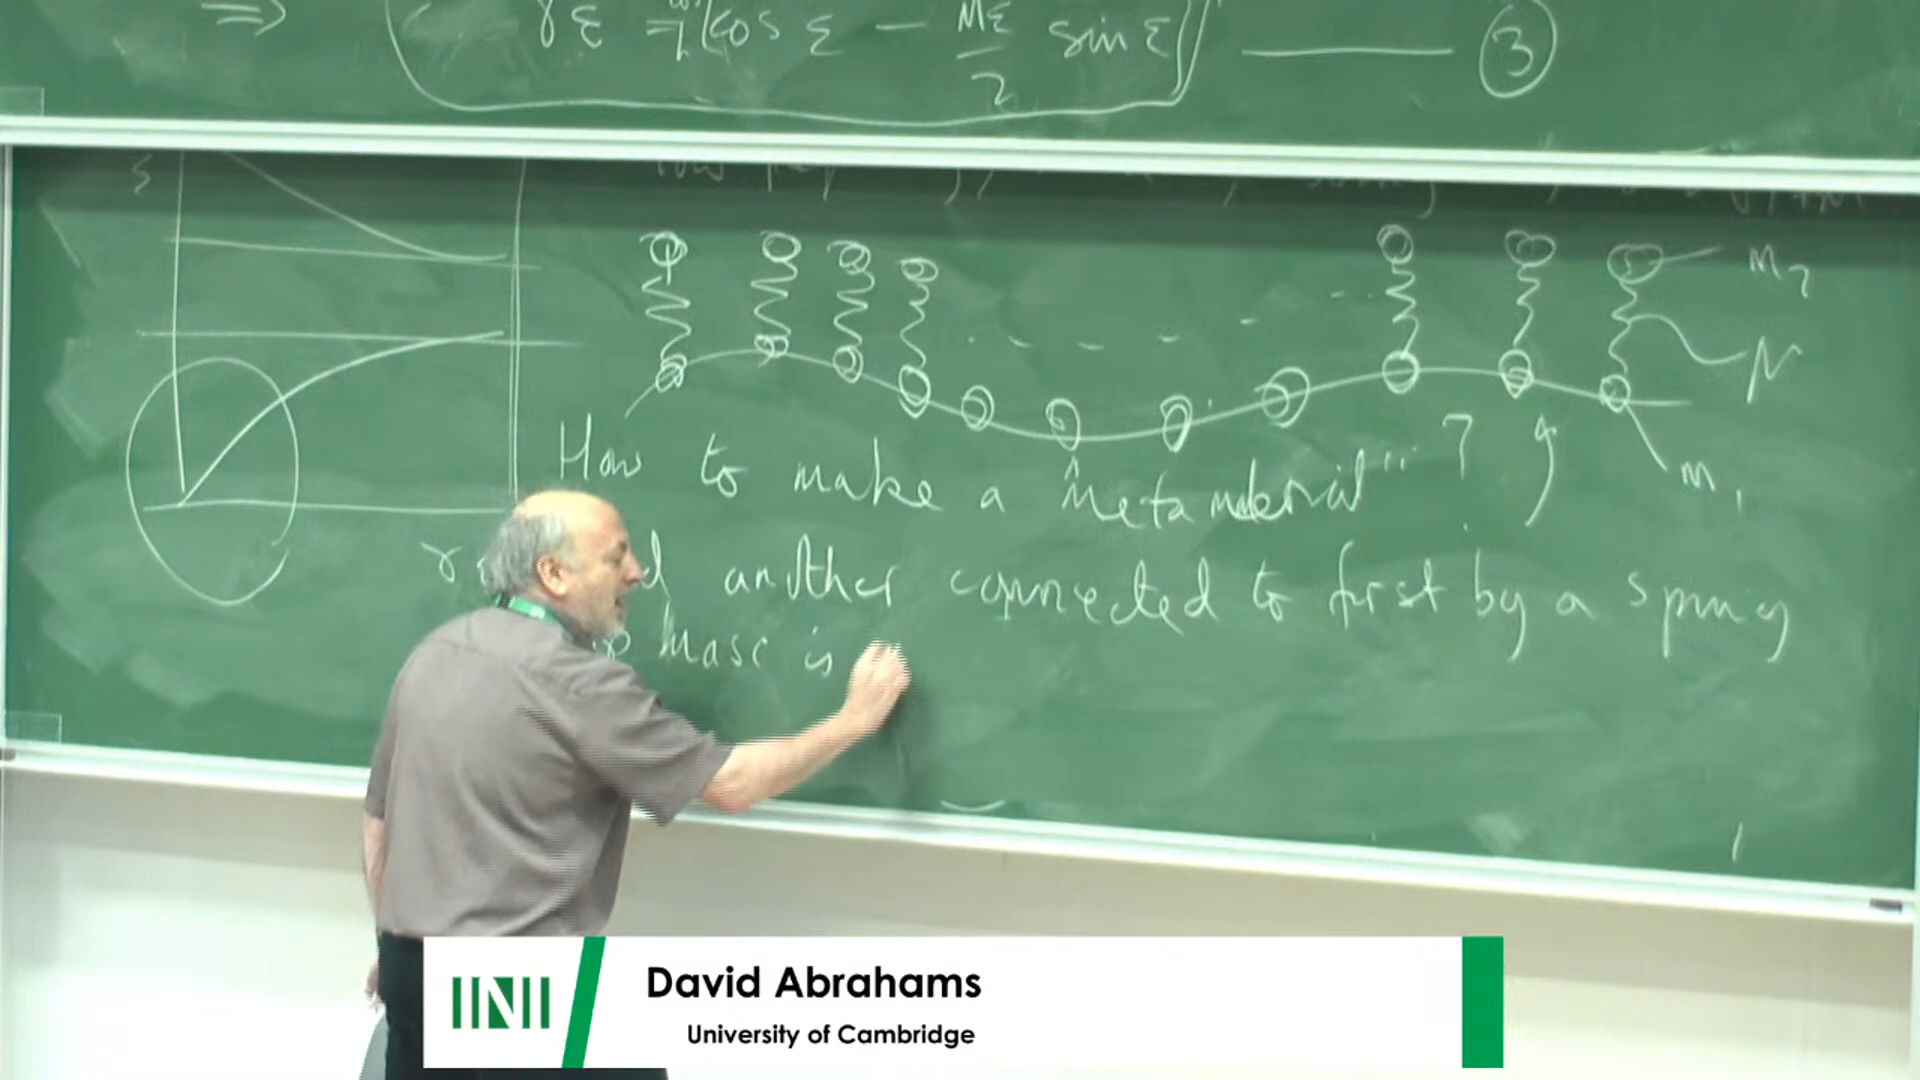 ⇒ γε = cos ε − Mε/2 sin ε ③
M₂
N
How to make a "metamaterial"?
M₁
another connected to first by a spring
mass is
INI
David Abrahams
University of Cambridge